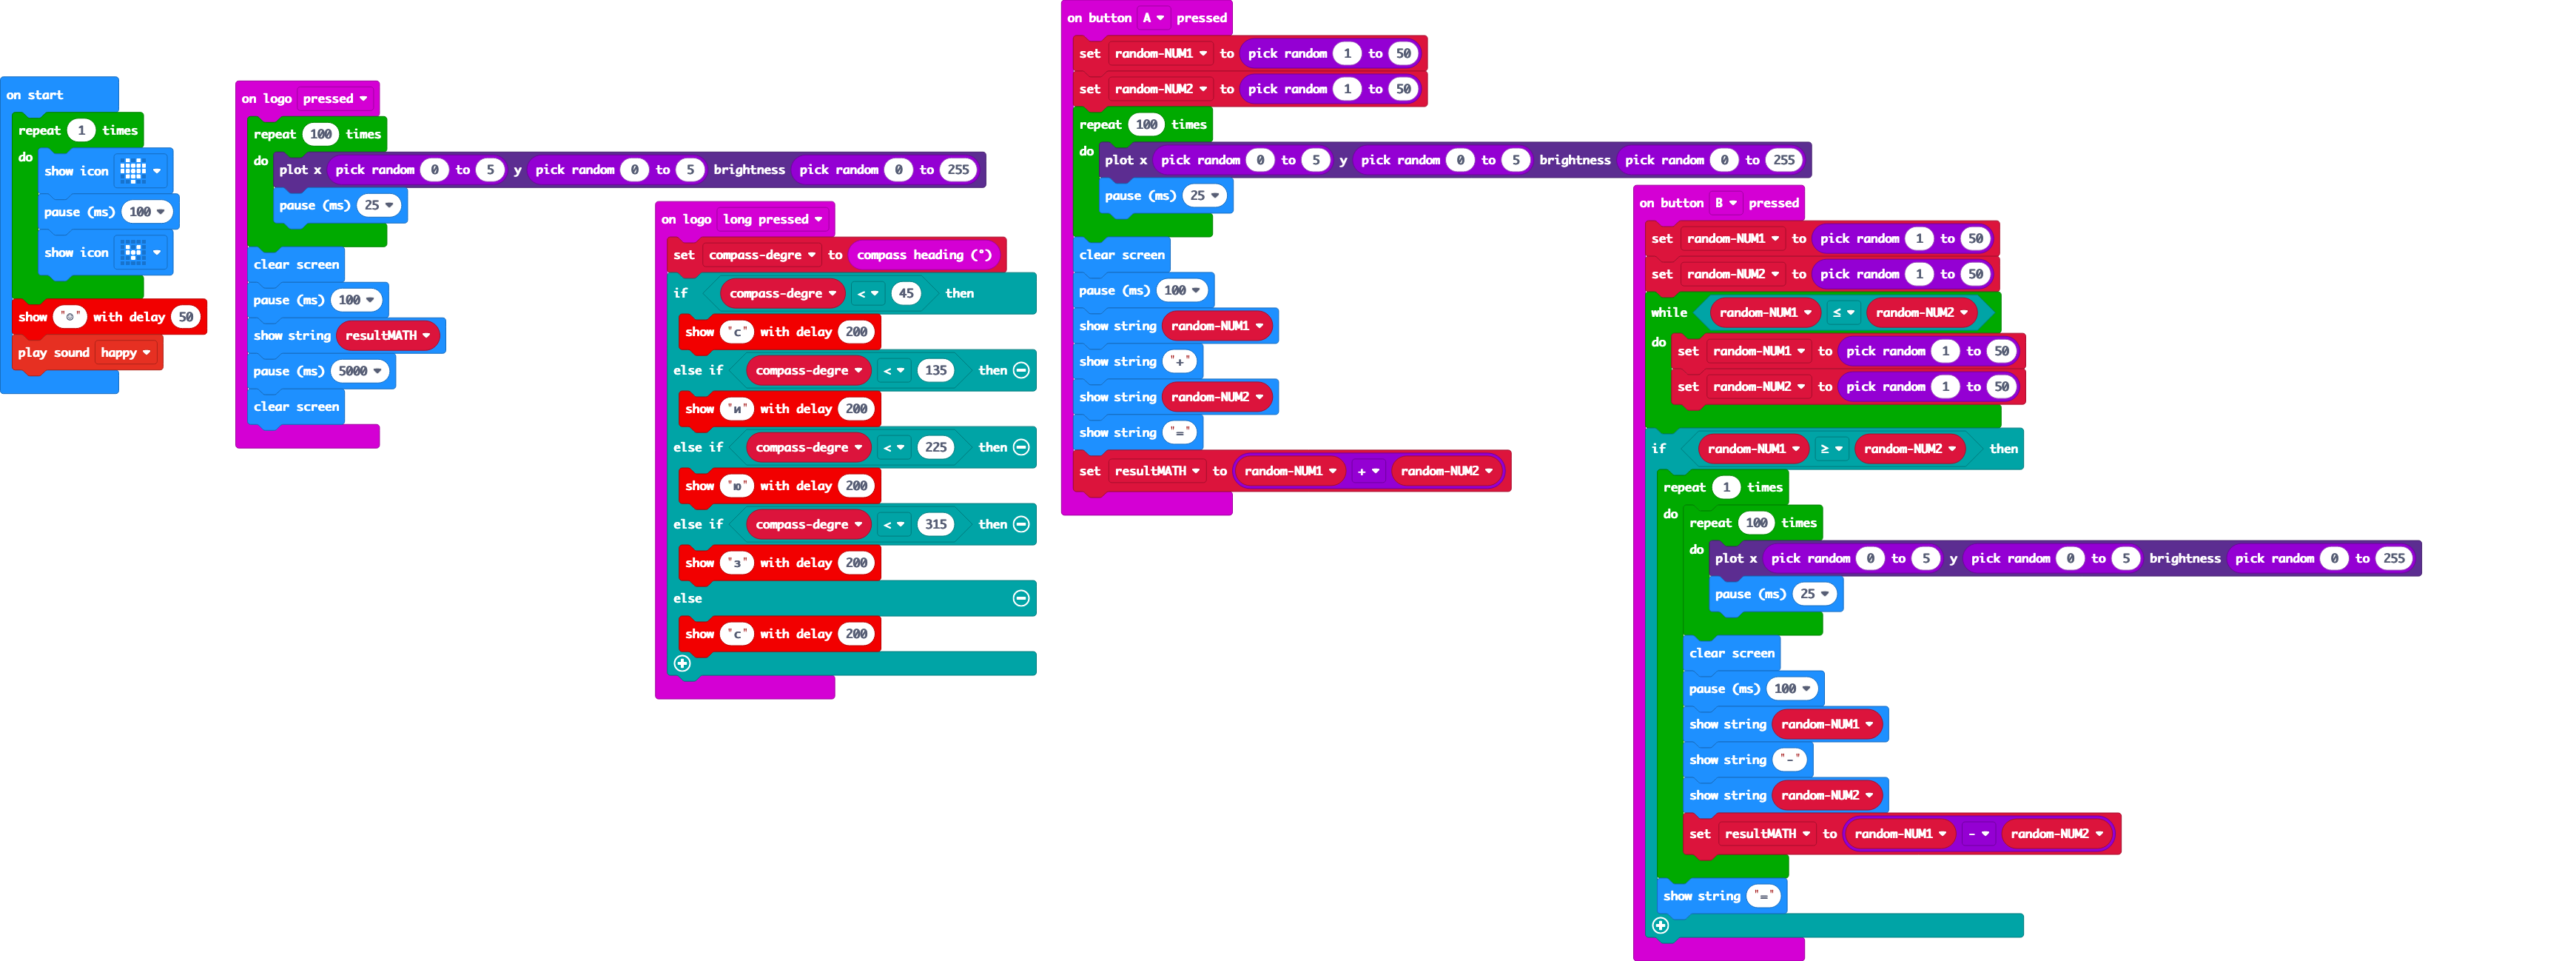 on start
repeat 1 times
do
show icon
pause (ms) 100
show icon
show "☺" with delay 50
play sound happy
on logo pressed
repeat 100 times
do
plot x pick random 0 to 5 y pick random 0 to 5 brightness pick random 0 to 255
pause (ms) 25
clear screen
pause (ms) 100
show string resultMATH
pause (ms) 5000
clear screen
on logo long pressed
set compass-degre to compass heading (°)
if compass-degre < 45 then
show "с" with delay 200
else if compass-degre < 135 then
show "и" with delay 200
else if compass-degre < 225 then
show "ю" with delay 200
else if compass-degre < 315 then
show "з" with delay 200
else
show "с" with delay 200
on button A pressed
set random-NUM1 to pick random 1 to 50
set random-NUM2 to pick random 1 to 50
repeat 100 times
do
plot x pick random 0 to 5 y pick random 0 to 5 brightness pick random 0 to 255
pause (ms) 25
clear screen
pause (ms) 100
show string random-NUM1
show string "+"
show string random-NUM2
show string "="
set resultMATH to random-NUM1 + random-NUM2
on button B pressed
set random-NUM1 to pick random 1 to 50
set random-NUM2 to pick random 1 to 50
while random-NUM1 ≤ random-NUM2
do
set random-NUM1 to pick random 1 to 50
set random-NUM2 to pick random 1 to 50
if random-NUM1 ≥ random-NUM2 then
repeat 1 times
do
repeat 100 times
do
plot x pick random 0 to 5 y pick random 0 to 5 brightness pick random 0 to 255
pause (ms) 25
clear screen
pause (ms) 100
show string random-NUM1
show string "-"
show string random-NUM2
set resultMATH to random-NUM1 - random-NUM2
show string "="